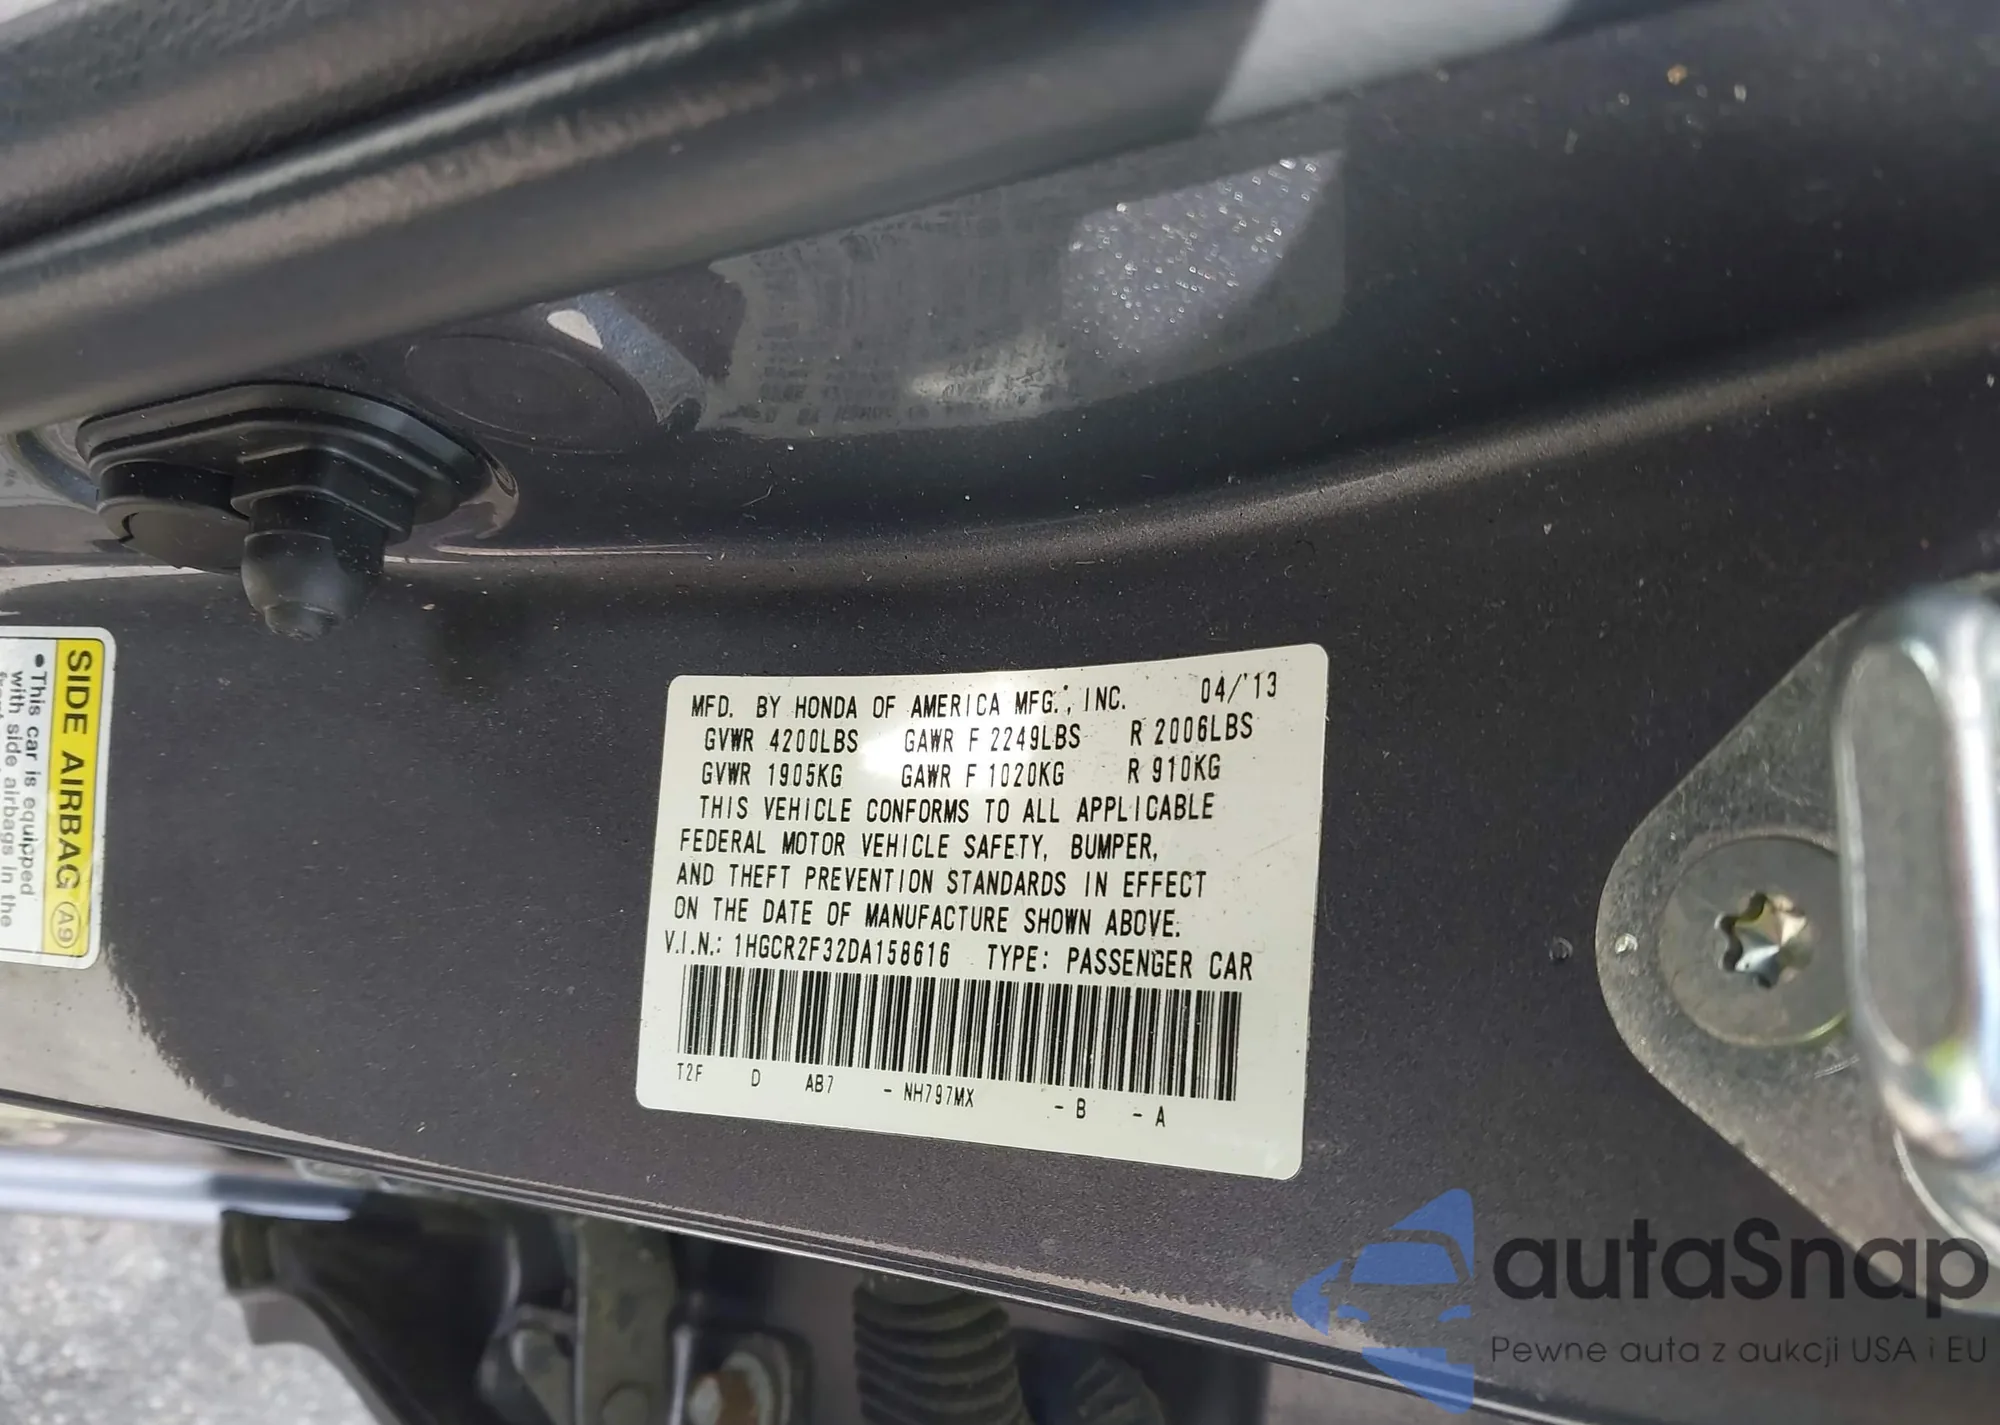 MFD. BY HONDA OF AMERICA MFG., INC. 04/'13
GVWR 4200LBS GAWR F 2249LBS R 2006LBS
GVWR 1905KG GAWR F 1020KG R 910KG
THIS VEHICLE CONFORMS TO ALL APPLICABLE
FEDERAL MOTOR VEHICLE SAFETY, BUMPER,
AND THEFT PREVENTION STANDARDS IN EFFECT
ON THE DATE OF MANUFACTURE SHOWN ABOVE.
V.I.N.: 1HGCR2F32DA158616 TYPE: PASSENGER CAR
T2F D AB7 - NH797MX - B - A
SIDE AIRBAG A9
•This car is equipped
with side airbags in the
autaSnap
Pewne auta z aukcji USA i EU